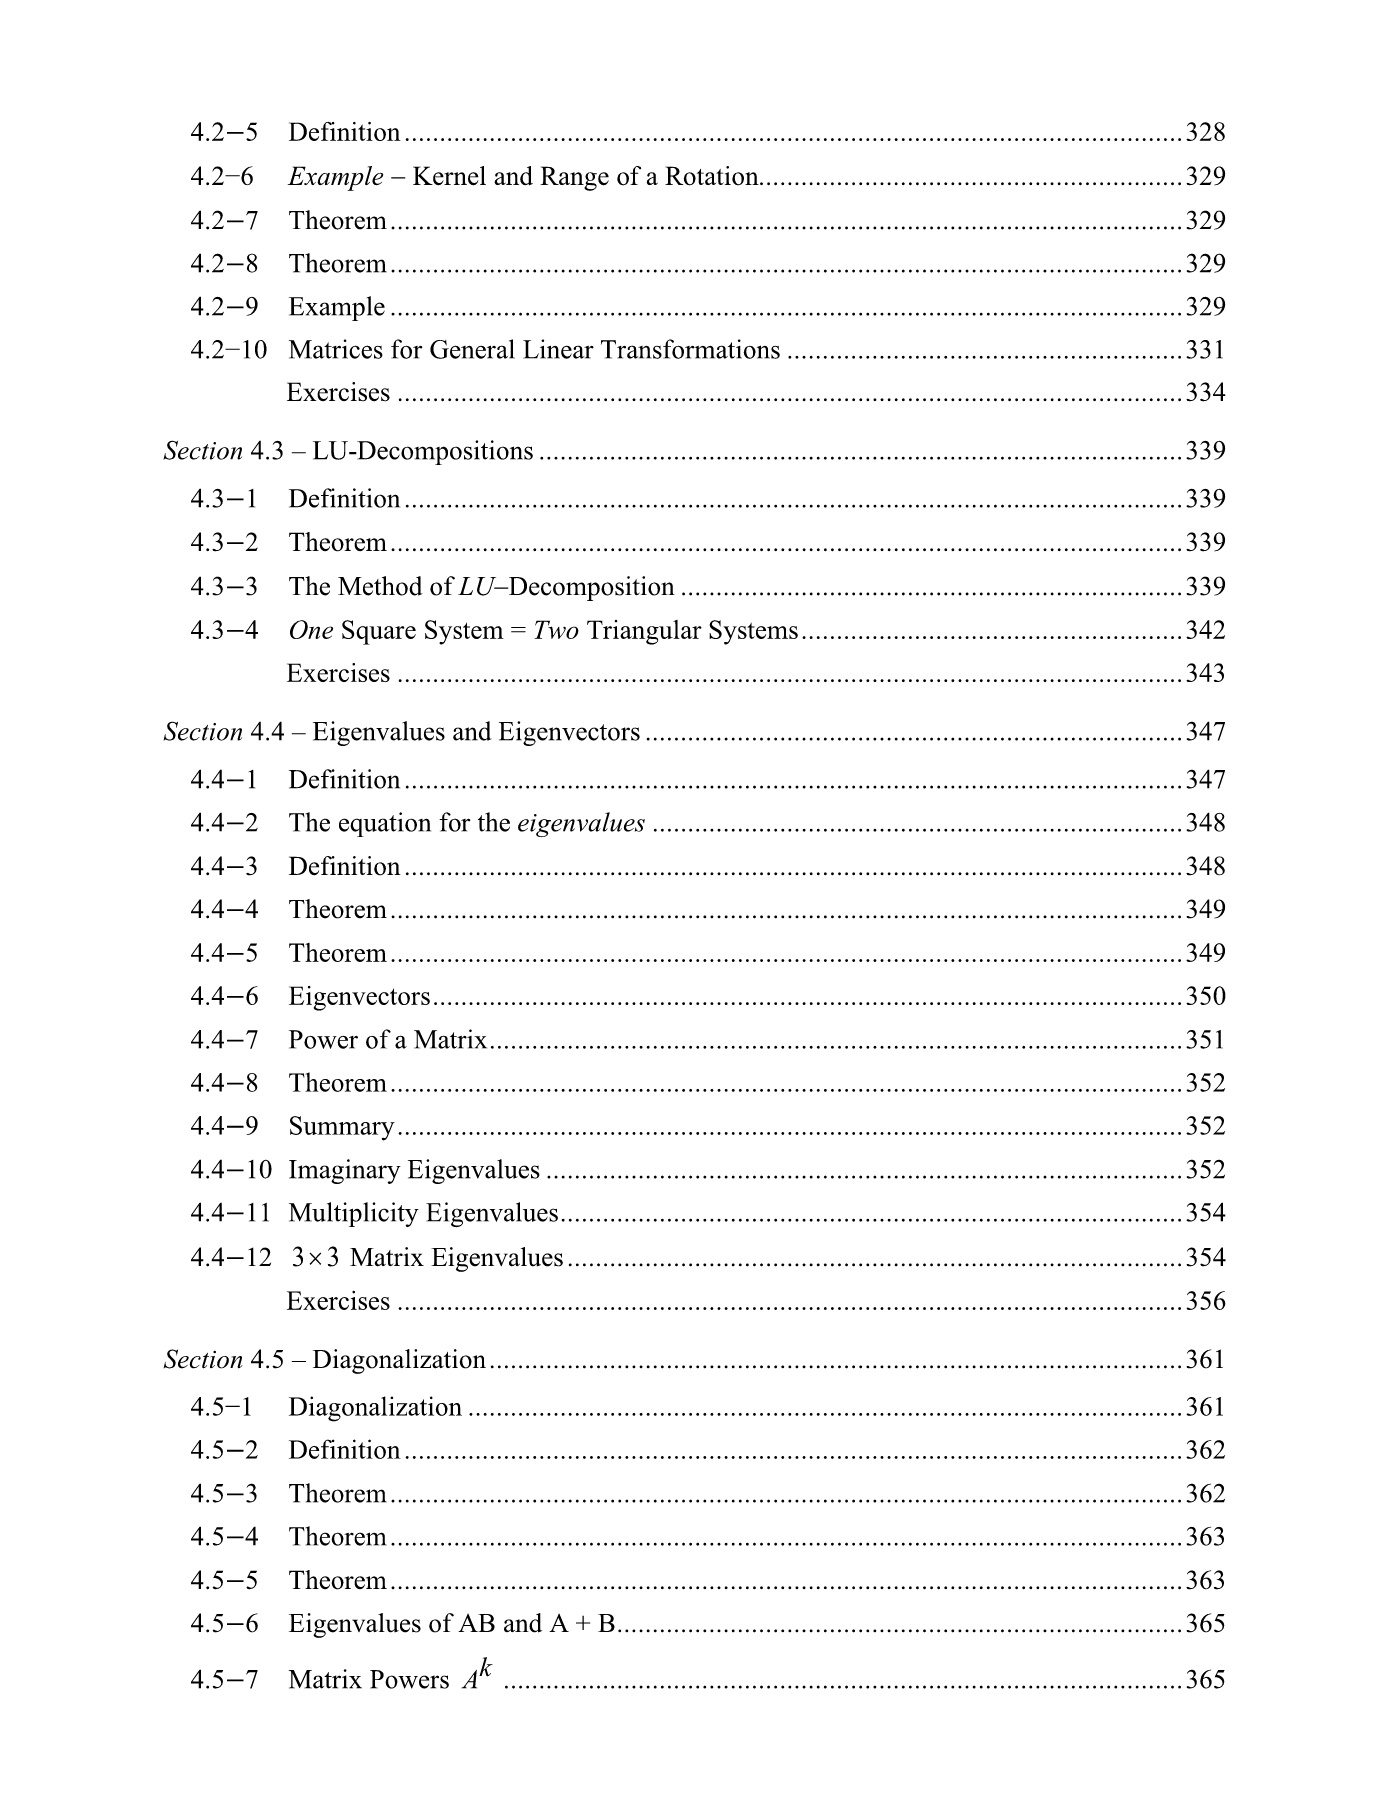 4.2−5 Definition ........ 328
4.2−6 Example – Kernel and Range of a Rotation ........ 329
4.2−7 Theorem ........ 329
4.2−8 Theorem ........ 329
4.2−9 Example ........ 329
4.2−10 Matrices for General Linear Transformations ........ 331
Exercises ........ 334
Section 4.3 – LU-Decompositions ........ 339
4.3−1 Definition ........ 339
4.3−2 Theorem ........ 339
4.3−3 The Method of LU–Decomposition ........ 339
4.3−4 One Square System = Two Triangular Systems ........ 342
Exercises ........ 343
Section 4.4 – Eigenvalues and Eigenvectors ........ 347
4.4−1 Definition ........ 347
4.4−2 The equation for the eigenvalues ........ 348
4.4−3 Definition ........ 348
4.4−4 Theorem ........ 349
4.4−5 Theorem ........ 349
4.4−6 Eigenvectors ........ 350
4.4−7 Power of a Matrix ........ 351
4.4−8 Theorem ........ 352
4.4−9 Summary ........ 352
4.4−10 Imaginary Eigenvalues ........ 352
4.4−11 Multiplicity Eigenvalues ........ 354
4.4−12 3×3 Matrix Eigenvalues ........ 354
Exercises ........ 356
Section 4.5 – Diagonalization ........ 361
4.5−1 Diagonalization ........ 361
4.5−2 Definition ........ 362
4.5−3 Theorem ........ 362
4.5−4 Theorem ........ 363
4.5−5 Theorem ........ 363
4.5−6 Eigenvalues of AB and A + B ........ 365
4.5−7 Matrix Powers A^k ........ 365